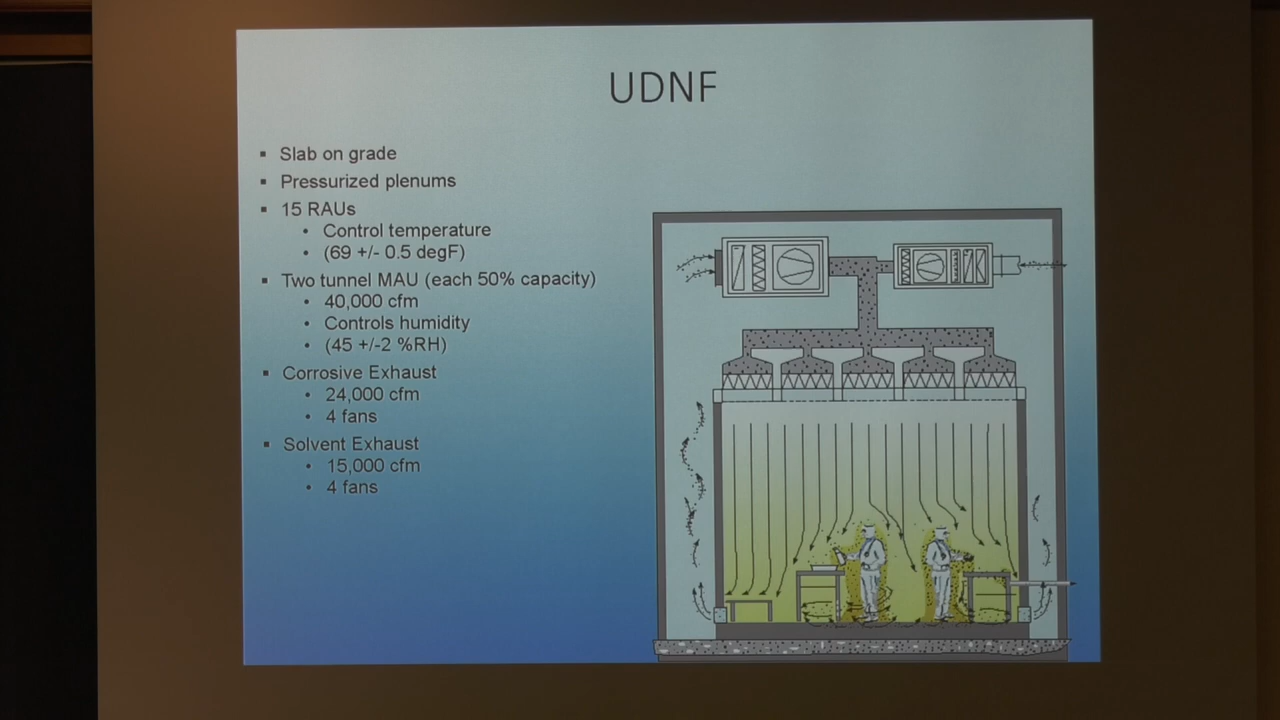 UDNF
▪ Slab on grade
▪ Pressurized plenums
▪ 15 RAUs
• Control temperature
• (69 +/- 0.5 degF)
▪ Two tunnel MAU (each 50% capacity)
• 40,000 cfm
• Controls humidity
• (45 +/-2 %RH)
▪ Corrosive Exhaust
• 24,000 cfm
• 4 fans
▪ Solvent Exhaust
• 15,000 cfm
• 4 fans